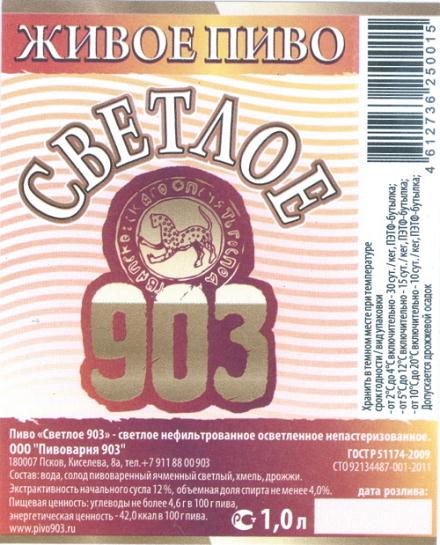 ЖИВОЕ ПИВО
СВЕТЛОЕ
903
4 612736 250015
Хранить в темном месте при температуре
срок годности / вид упаковки
- от 2°С до 4°С включительно - 30 сут. / кег, ПЭТФ-бутылка;
- от 5°С до 12°С включительно - 15 сут. / кег, ПЭТФ-бутылка;
- от 10°С до 20°С включительно - 10 сут. / кег, ПЭТФ-бутылка;
Допускается дрожжевой осадок
Пиво «Светлое 903» - светлое нефильтрованное осветленное непастеризованное.
ООО "Пивоварня 903"
180007 Псков, Киселева, 8а, тел.+7 911 88 00 903
ГОСТ Р 51174-2009
СТО 92134487-001-2011
Состав: вода, солод пивоваренный ячменный светлый, хмель, дрожжи.
Экстрактивность начального сусла 12%, объемная доля спирта не менее 4,0%.
дата розлива:
Пищевая ценность: углеводы не более 4,6 г в 100 г пива,
энергетическая ценность - 42,0 ккал в 100 г пива.
www.pivo903.ru
РС 1,0 л